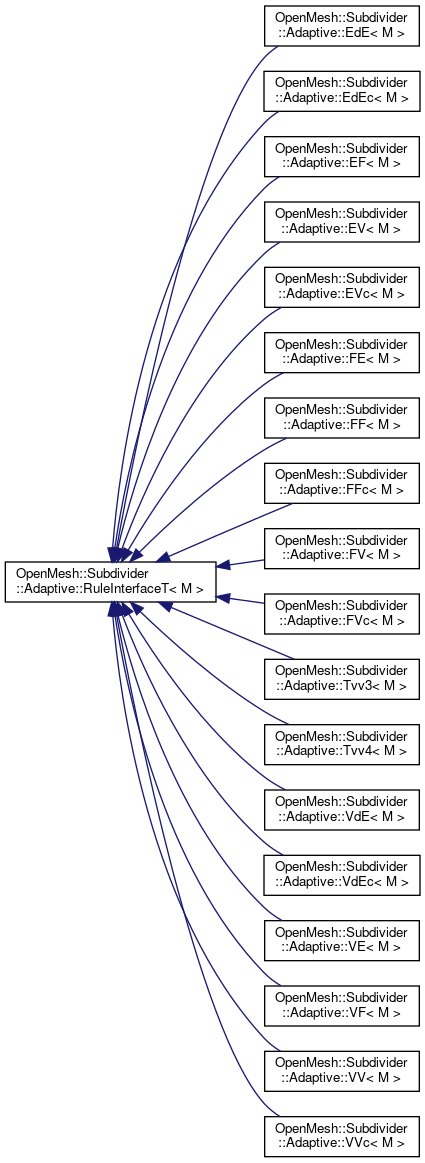 OpenMesh::Subdivider
::Adaptive::EdE< M >
OpenMesh::Subdivider
::Adaptive::EdEc< M >
OpenMesh::Subdivider
::Adaptive::EF< M >
OpenMesh::Subdivider
::Adaptive::EV< M >
OpenMesh::Subdivider
::Adaptive::EVc< M >
OpenMesh::Subdivider
::Adaptive::FE< M >
OpenMesh::Subdivider
::Adaptive::FF< M >
OpenMesh::Subdivider
::Adaptive::FFc< M >
OpenMesh::Subdivider
::Adaptive::FV< M >
OpenMesh::Subdivider
::Adaptive::RuleInterfaceT< M >
OpenMesh::Subdivider
::Adaptive::FVc< M >
OpenMesh::Subdivider
::Adaptive::Tvv3< M >
OpenMesh::Subdivider
::Adaptive::Tvv4< M >
OpenMesh::Subdivider
::Adaptive::VdE< M >
OpenMesh::Subdivider
::Adaptive::VdEc< M >
OpenMesh::Subdivider
::Adaptive::VE< M >
OpenMesh::Subdivider
::Adaptive::VF< M >
OpenMesh::Subdivider
::Adaptive::VV< M >
OpenMesh::Subdivider
::Adaptive::VVc< M >